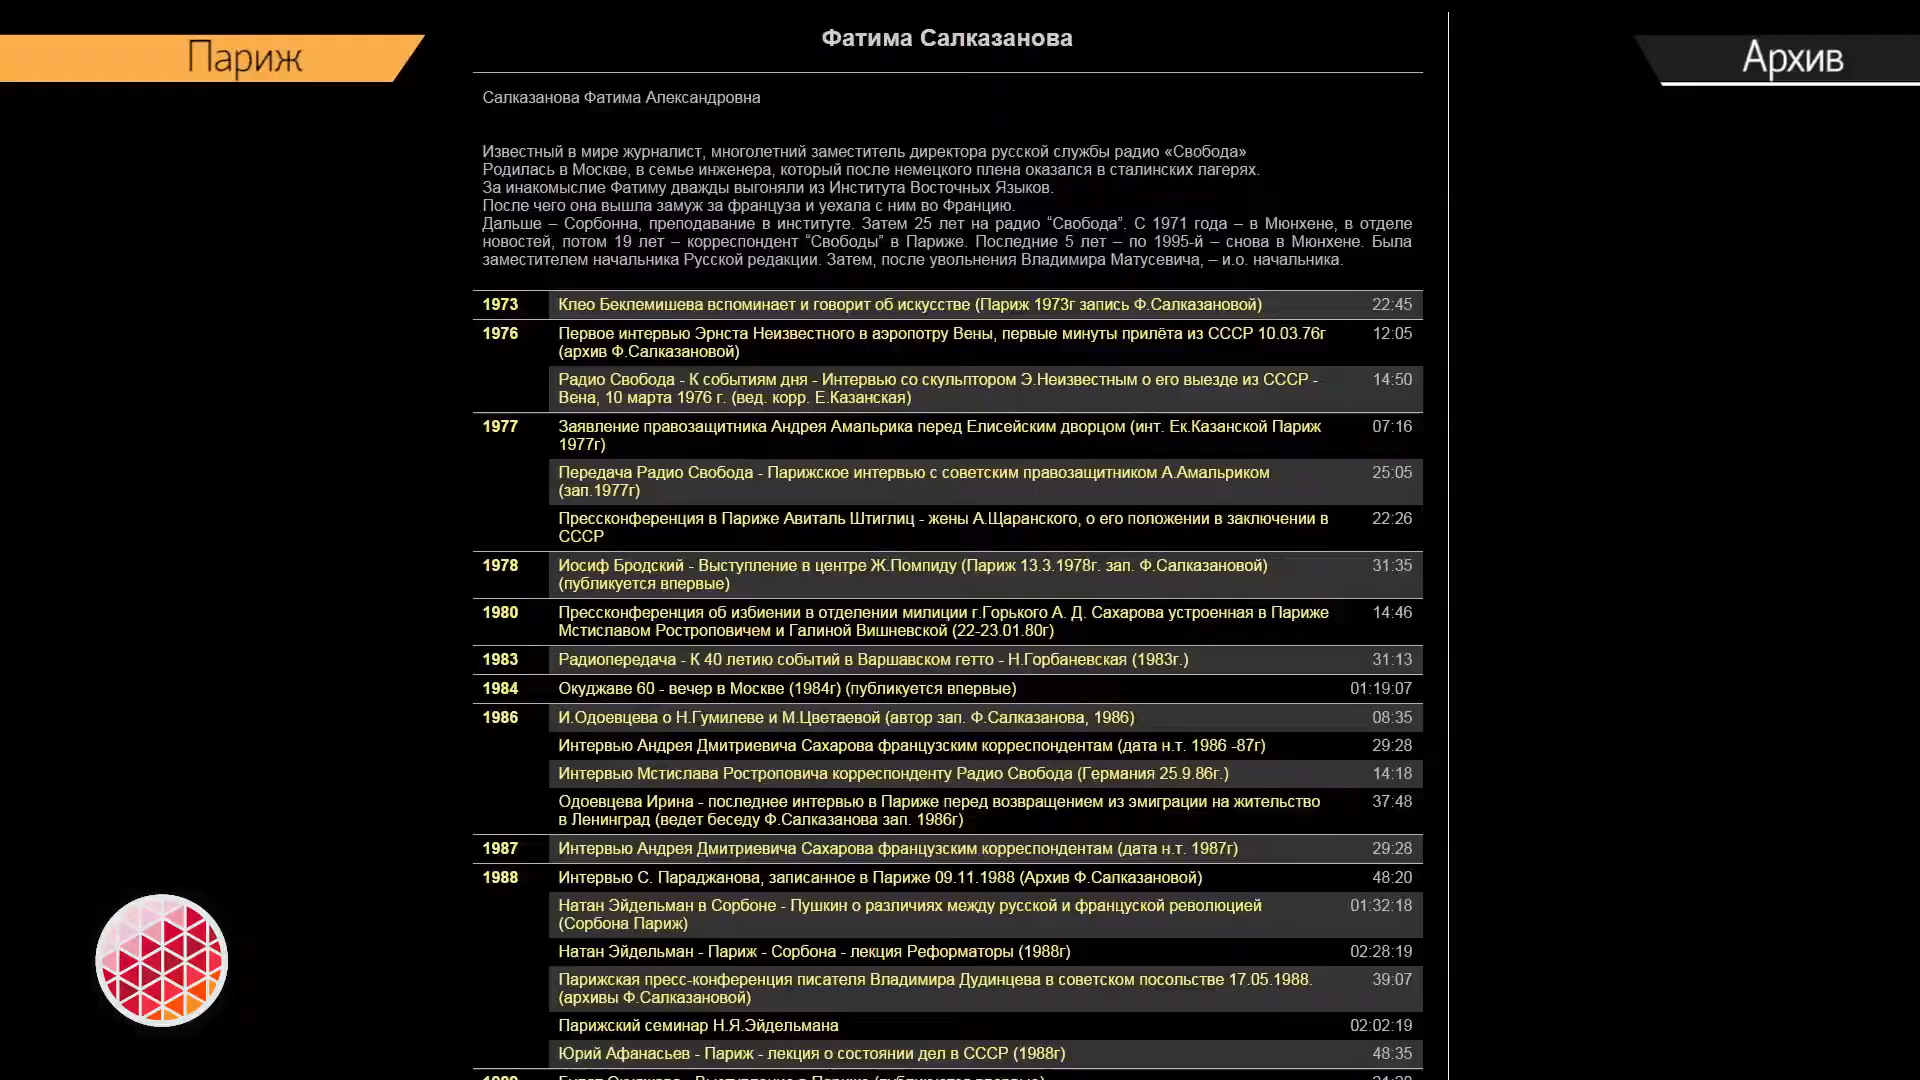 Париж
Фатима Салказанова
Архив
Салказанова Фатима Александровна
Известный в мире журналист, многолетний заместитель директора русской службы радио «Свобода»
Родилась в Москве, в семье инженера, который после немецкого плена оказался в сталинских лагерях.
За инакомыслие Фатиму дважды выгоняли из Института Восточных Языков.
После чего она вышла замуж за француза и уехала с ним во Францию.
Дальше – Сорбонна, преподавание в институте. Затем 25 лет на радио “Свобода”. С 1971 года – в Мюнхене, в отделе
новостей, потом 19 лет – корреспондент “Свободы” в Париже. Последние 5 лет – по 1995-й – снова в Мюнхене. Была
заместителем начальника Русской редакции. Затем, после увольнения Владимира Матусевича, – и.о. начальника.
1973 Клео Беклемишева вспоминает и говорит об искусстве (Париж 1973г запись Ф.Салказановой) 22:45
1976 Первое интервью Эрнста Неизвестного в аэропотру Вены, первые минуты прилёта из СССР 10.03.76г 12:05
(архив Ф.Салказановой)
Радио Свобода - К событиям дня - Интервью со скульптором Э.Неизвестным о его выезде из СССР - 14:50
Вена, 10 марта 1976 г. (вед. корр. Е.Казанская)
1977 Заявление правозащитника Андрея Амальрика перед Елисейским дворцом (инт. Ек.Казанской Париж 07:16
1977г)
Передача Радио Свобода - Парижское интервью с советским правозащитником А.Амальриком 25:05
(зап.1977г)
Прессконференция в Париже Авиталь Штиглиц - жены А.Щаранского, о его положении в заключении в 22:26
СССР
1978 Иосиф Бродский - Выступление в центре Ж.Помпиду (Париж 13.3.1978г. зап. Ф.Салказановой) 31:35
(публикуется впервые)
1980 Прессконференция об избиении в отделении милиции г.Горького А. Д. Сахарова устроенная в Париже 14:46
Мстиславом Ростроповичем и Галиной Вишневской (22-23.01.80г)
1983 Радиопередача - К 40 летию событий в Варшавском гетто - Н.Горбаневская (1983г.) 31:13
1984 Окуджаве 60 - вечер в Москве (1984г) (публикуется впервые) 01:19:07
1986 И.Одоевцева о Н.Гумилеве и М.Цветаевой (автор зап. Ф.Салказанова, 1986) 08:35
Интервью Андрея Дмитриевича Сахарова французским корреспондентам (дата н.т. 1986 -87г) 29:28
Интервью Мстислава Ростроповича корреспонденту Радио Свобода (Германия 25.9.86г.) 14:18
Одоевцева Ирина - последнее интервью в Париже перед возвращением из эмиграции на жительство 37:48
в Ленинград (ведет беседу Ф.Салказанова зап. 1986г)
1987 Интервью Андрея Дмитриевича Сахарова французским корреспондентам (дата н.т. 1987г) 29:28
1988 Интервью С. Параджанова, записанное в Париже 09.11.1988 (Архив Ф.Салказановой) 48:20
Натан Эйдельман в Сорбоне - Пушкин о различиях между русской и француской революцией 01:32:18
(Сорбона Париж)
Натан Эйдельман - Париж - Сорбона - лекция Реформаторы (1988г) 02:28:19
Парижская пресс-конференция писателя Владимира Дудинцева в советском посольстве 17.05.1988. 39:07
(архивы Ф.Салказановой)
Парижский семинар Н.Я.Эйдельмана 02:02:19
Юрий Афанасьев - Париж - лекция о состоянии дел в СССР (1988г) 48:35